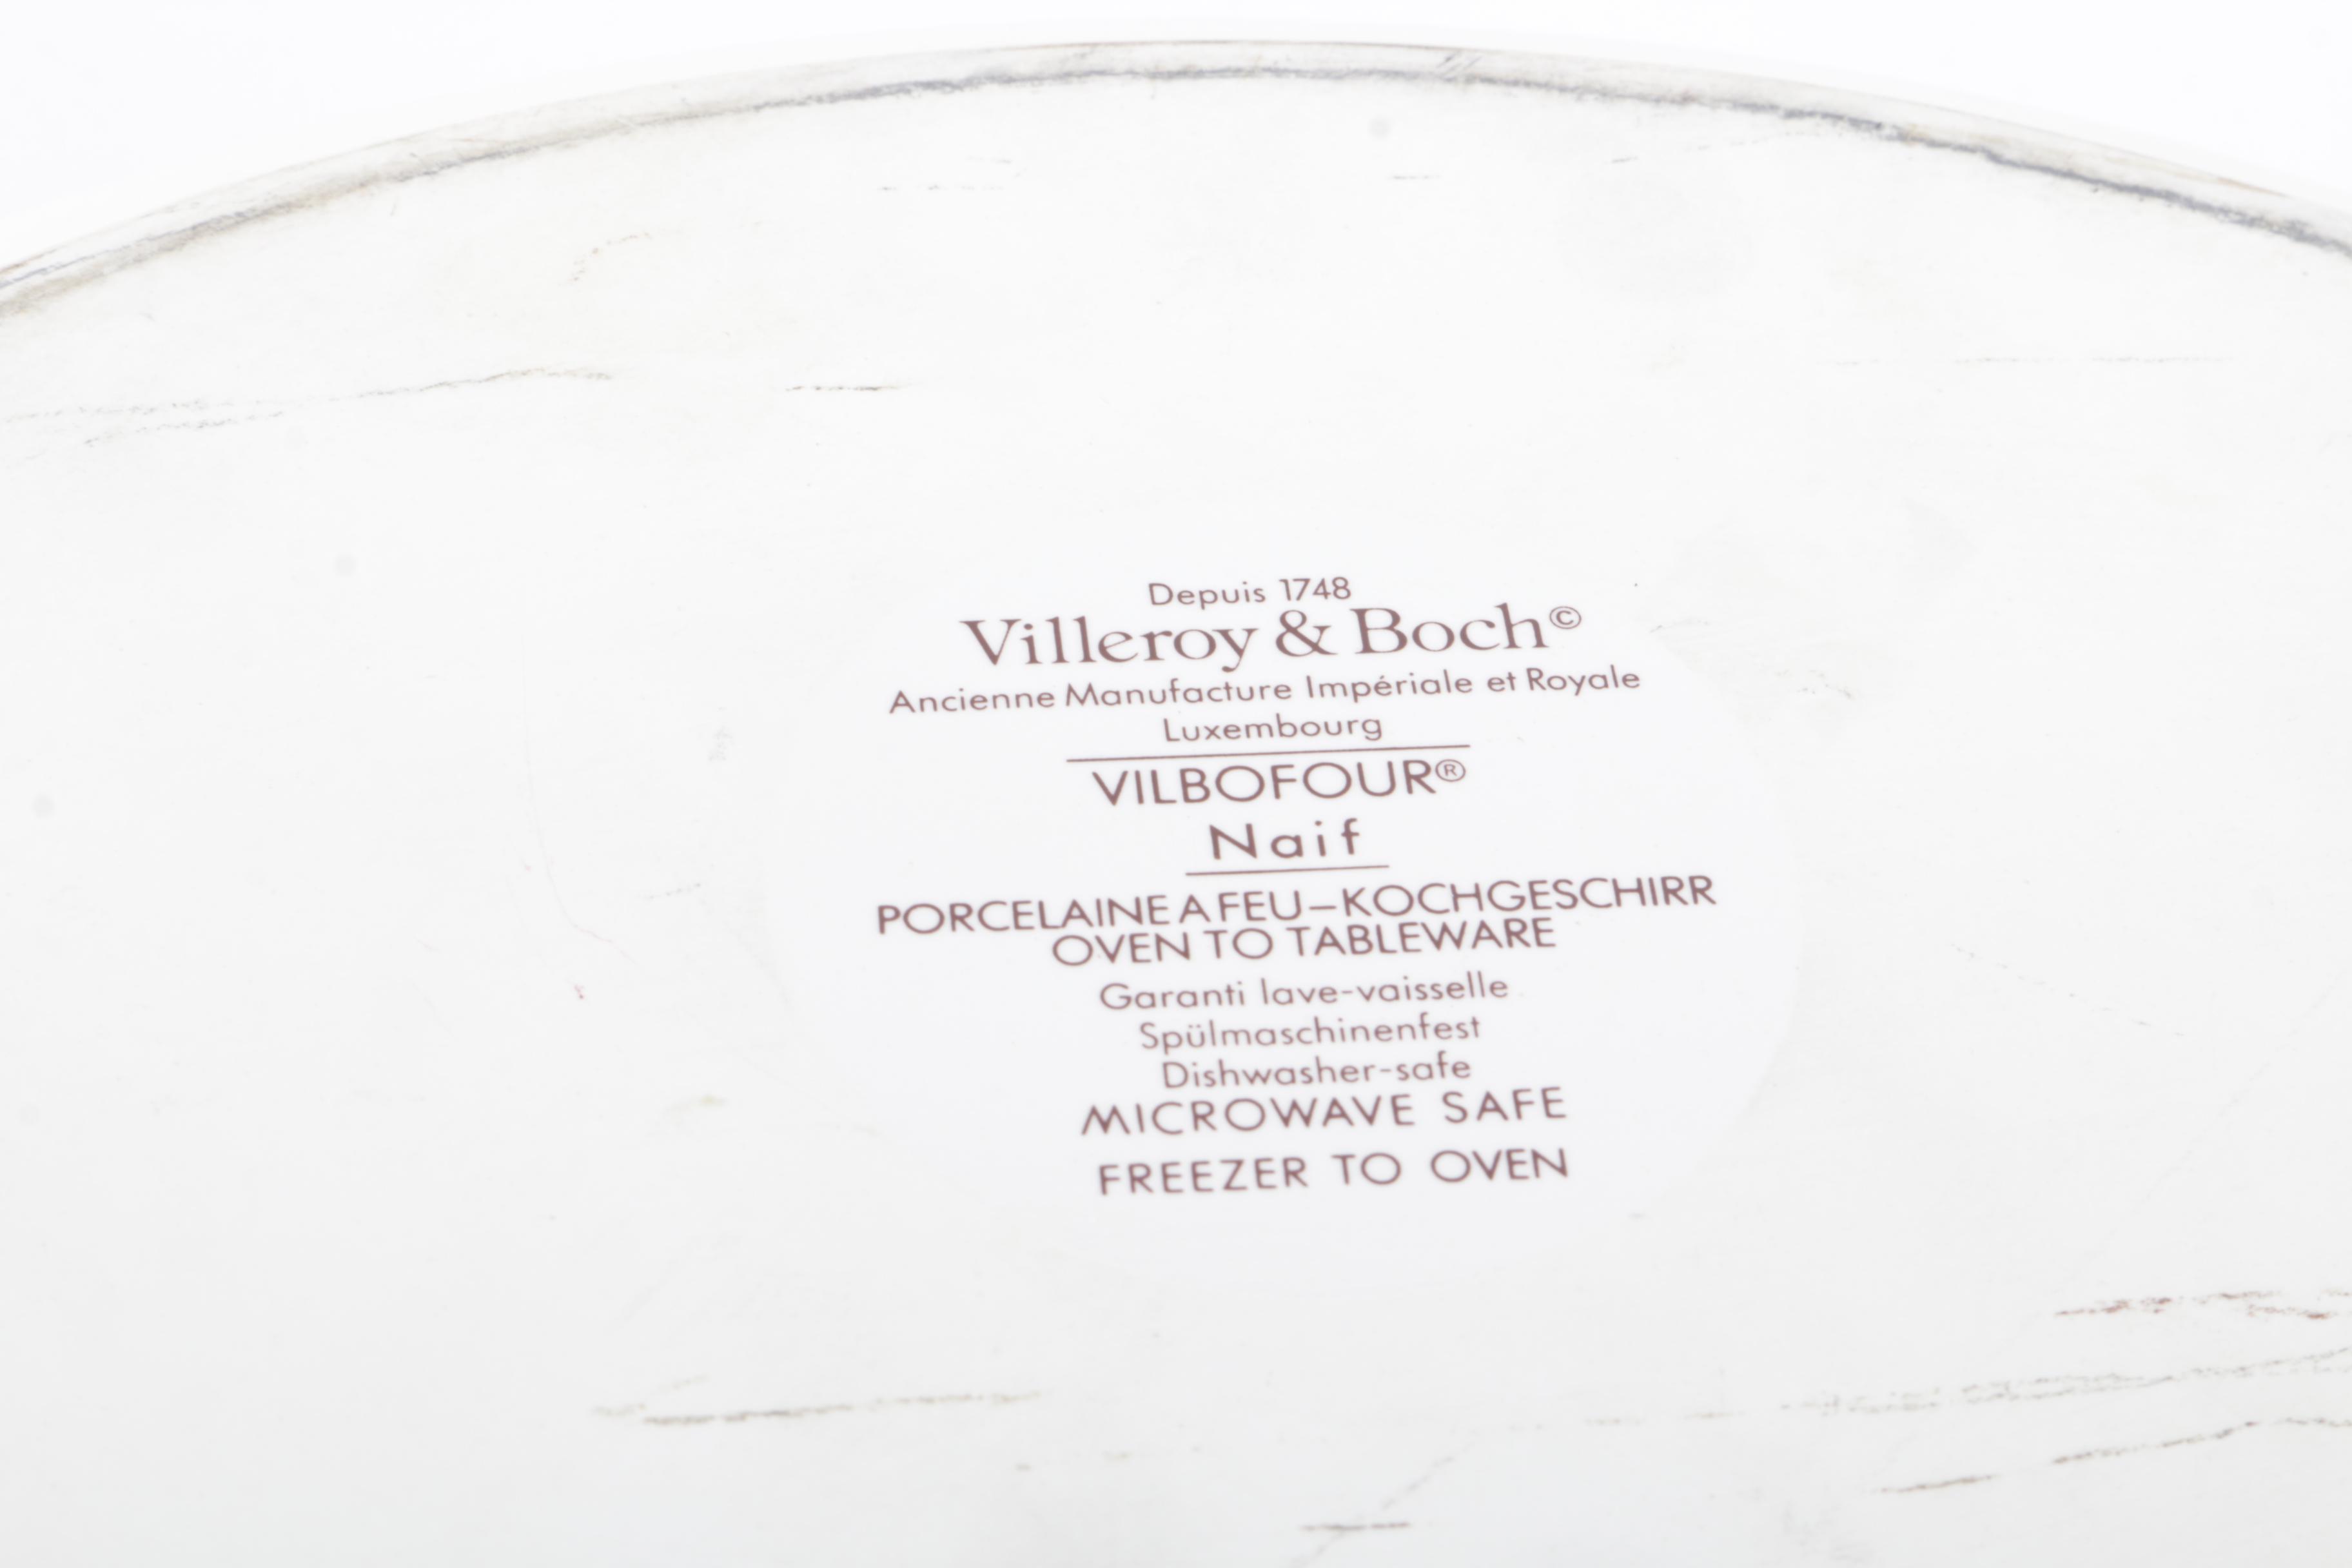 Depuis 1748
Villeroy & Boch©
Ancienne Manufacture Impériale et Royale
Luxembourg
VILBOFOUR®
Naif
PORCELAINE A FEU–KOCHGESCHIRR
OVEN TO TABLEWARE
Garanti lave-vaisselle
Spülmaschinenfest
Dishwasher-safe
MICROWAVE SAFE
FREEZER TO OVEN